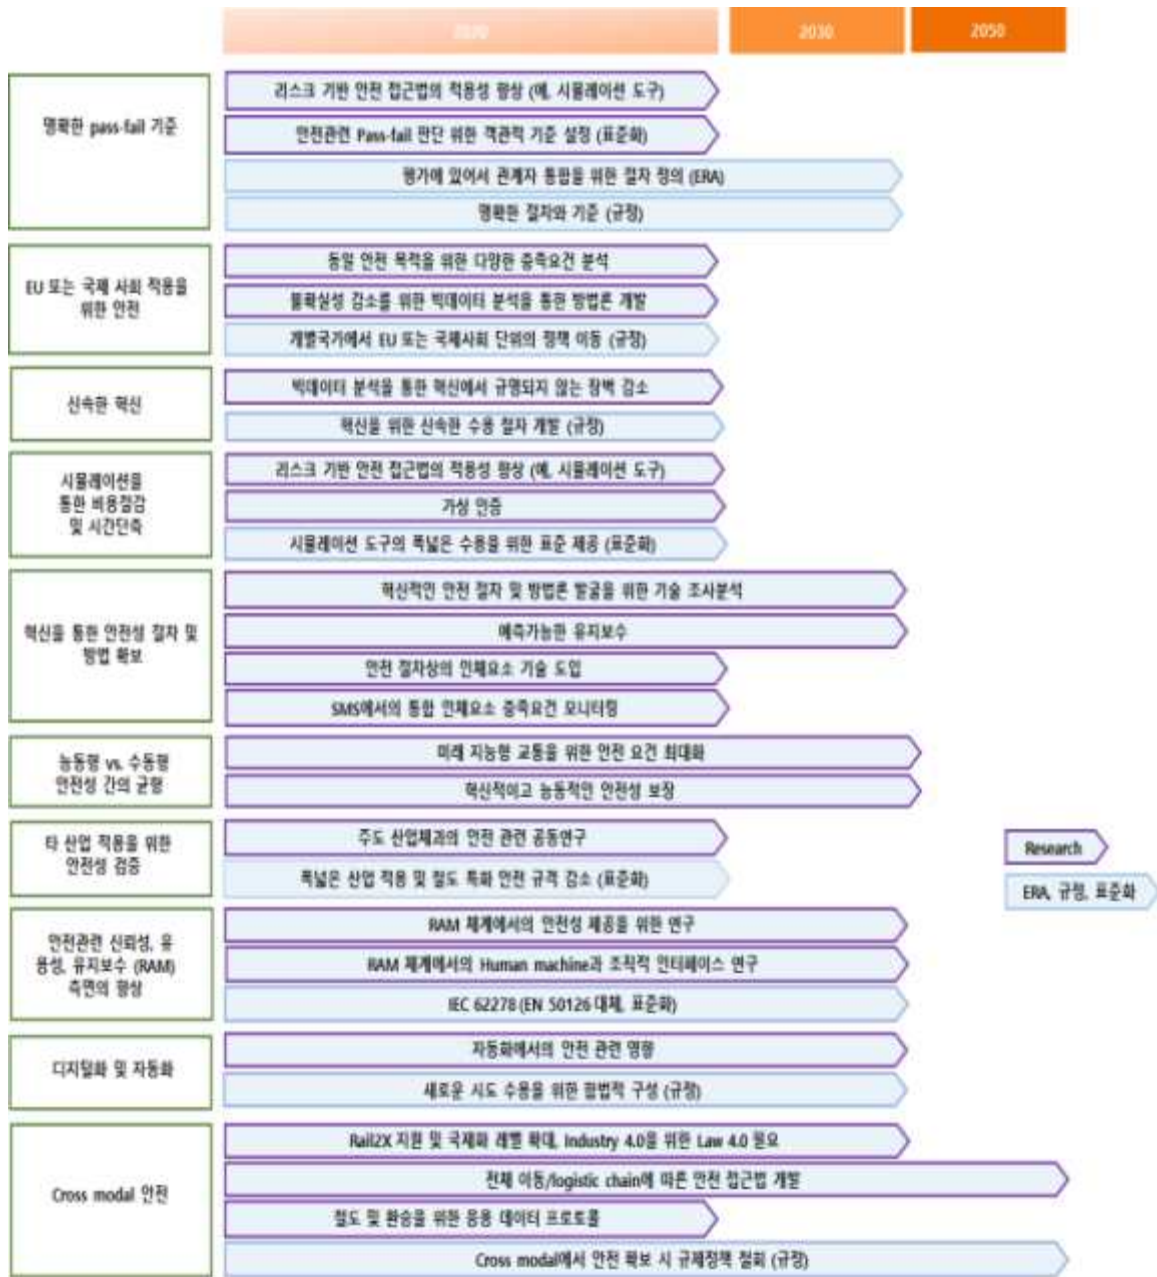 2020
2030
2050
명확한 pass-fail 기준
리스크 기반 안전 접근법의 적용성 향상 (예, 시뮬레이션 도구)
안전관련 Pass-fail 판단 위한 객관적 기준 설정 (표준화)
평가에 있어서 관계자 통합을 위한 절차 정의 (ERA)
명확한 절차와 기준 (규정)
EU 또는 국제 사회 적용을
위한 안전
동일 안전 목적을 위한 다양한 충족요건 분석
불확실성 감소를 위한 빅데이터 분석을 통한 방법론 개발
개별국가에서 EU 또는 국제사회 단위의 정책 이동 (규정)
신속한 혁신
빅데이터 분석을 통한 혁신에서 규명되지 않는 장벽 감소
혁신을 위한 신속한 수용 절차 개발 (규정)
시뮬레이션을
통한 비용절감
및 시간단축
리스크 기반 안전 접근법의 적용성 향상 (예, 시뮬레이션 도구)
가상 인증
시뮬레이션 도구의 폭넓은 수용을 위한 표준 제공 (표준화)
혁신을 통한 안전성 절차 및
방법 확보
혁신적인 안전 절차 및 방법론 발굴을 위한 기술 조사분석
예측가능한 유지보수
안전 절차상의 인체요소 기술 도입
SMS에서의 통합 인체요소 충족요건 모니터링
능동형 vs. 수동형
안전성 간의 균형
미래 지능형 교통을 위한 안전 요건 최대화
혁신적이고 능동적인 안전성 보장
타 산업 적용을 위한
안전성 검증
주도 산업체과의 안전 관련 공동연구
폭넓은 산업 적용 및 철도 특화 안전 규격 감소 (표준화)
Research
ERA, 규정, 표준화
안전관련 신뢰성, 유
용성, 유지보수 (RAM)
측면의 향상
RAM 체계에서의 안전성 제공을 위한 연구
RAM 체계에서의 Human machine과 조직적 인터페이스 연구
IEC 62278 (EN 50126 대체, 표준화)
디지털화 및 자동화
자동화에서의 안전 관련 영향
새로운 시도 수용을 위한 합법적 구성 (규정)
Cross modal 안전
Rail2X 지원 및 국제화 레벨 확대, Industry 4.0을 위한 Law 4.0 필요
전체 이동/logistic chain에 따른 안전 접근법 개발
철도 및 환승을 위한 응용 데이터 프로토콜
Cross modal에서 안전 확보 시 규제정책 철회 (규정)